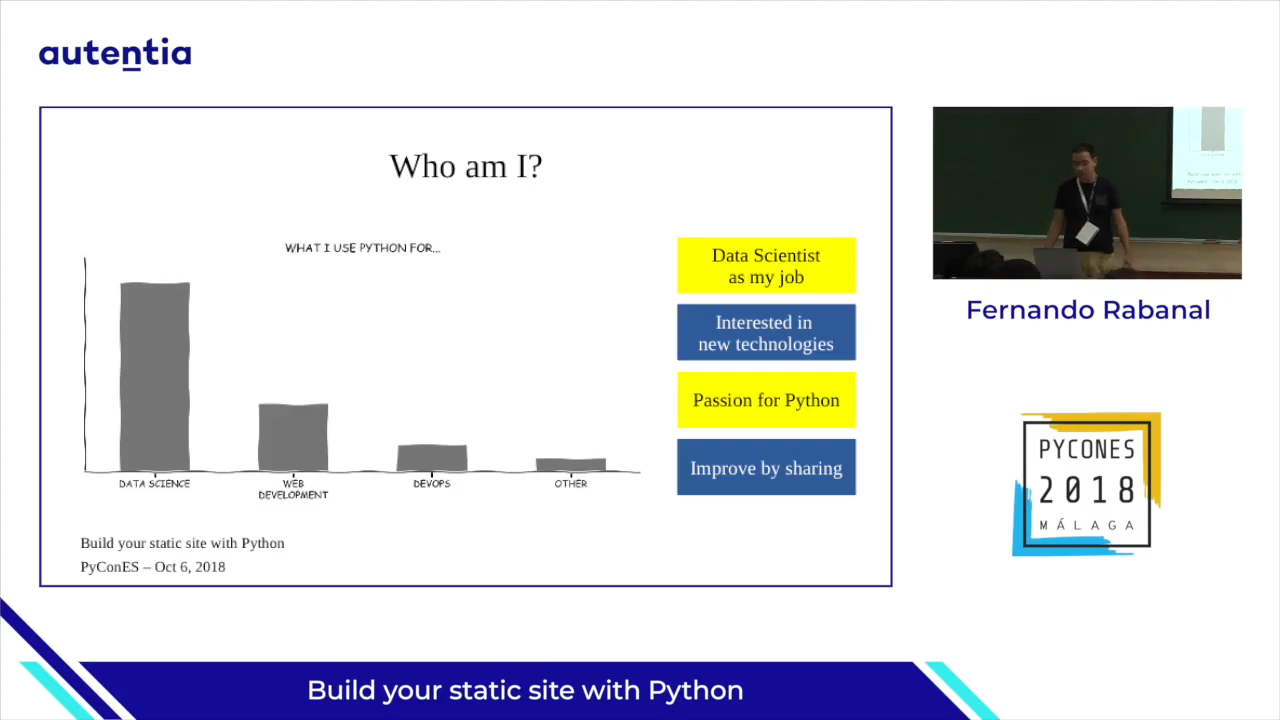 autentia
Who am I?
WHAT I USE PYTHON FOR...
DATA SCIENCE
WEB
DEVELOPMENT
DEVOPS
OTHER
Data Scientist
as my job
Interested in
new technologies
Passion for Python
Improve by sharing
Build your static site with Python
PyConES – Oct 6, 2018
Fernando Rabanal
PYCONES
2018
MÁLAGA
Build your static site with Python